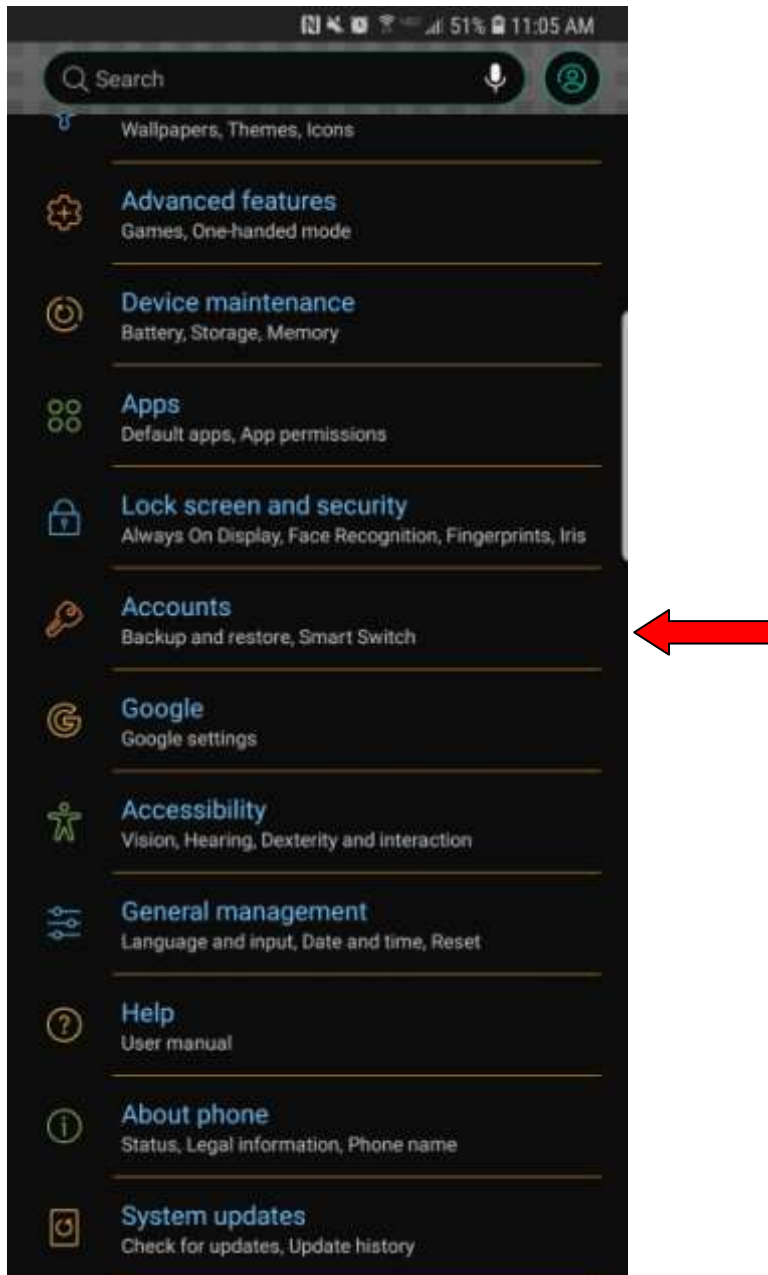 51% 11:05 AM
Search
Wallpapers, Themes, Icons
Advanced features
Games, One-handed mode
Device maintenance
Battery, Storage, Memory
Apps
Default apps, App permissions
Lock screen and security
Always On Display, Face Recognition, Fingerprints, Iris
Accounts
Backup and restore, Smart Switch
Google
Google settings
Accessibility
Vision, Hearing, Dexterity and interaction
General management
Language and input, Date and time, Reset
Help
User manual
About phone
Status, Legal information, Phone name
System updates
Check for updates, Update history